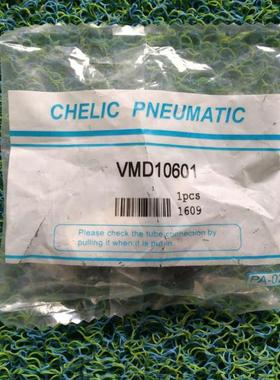 CHELIC PNEUMATIC
VMD10601
1pcs
1609
Please check the tube connection by
pulling it when it is put in.